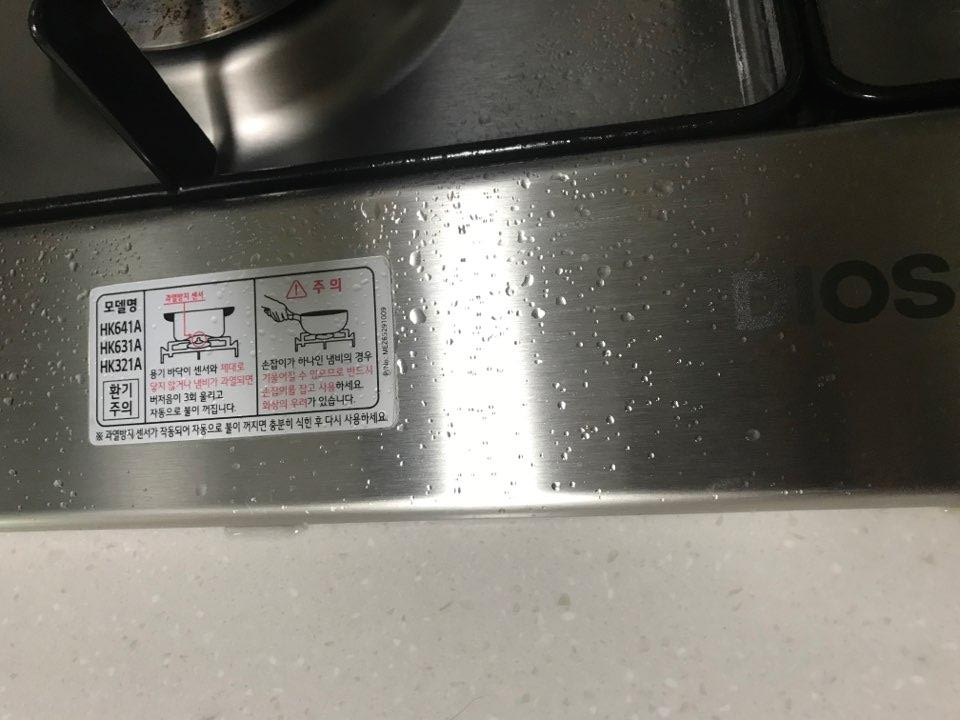 모델명
HK641A
HK631A
HK321A
환기
주의
과열방지 센서
용기 바닥이 센서와 제대로
닿지 않거나 냄비가 과열되면
버저음이 3회 울리고
자동으로 불이 꺼집니다.
주의
손잡이가 하나인 냄비의 경우
기울어질 수 있으므로 반드시
손잡이를 잡고 사용하세요.
화상의 우려가 있습니다.
P/No. MEZ65291009
※ 과열방지 센서가 작동되어 자동으로 불이 꺼지면 충분히 식힌 후 다시 사용하세요.
IOS